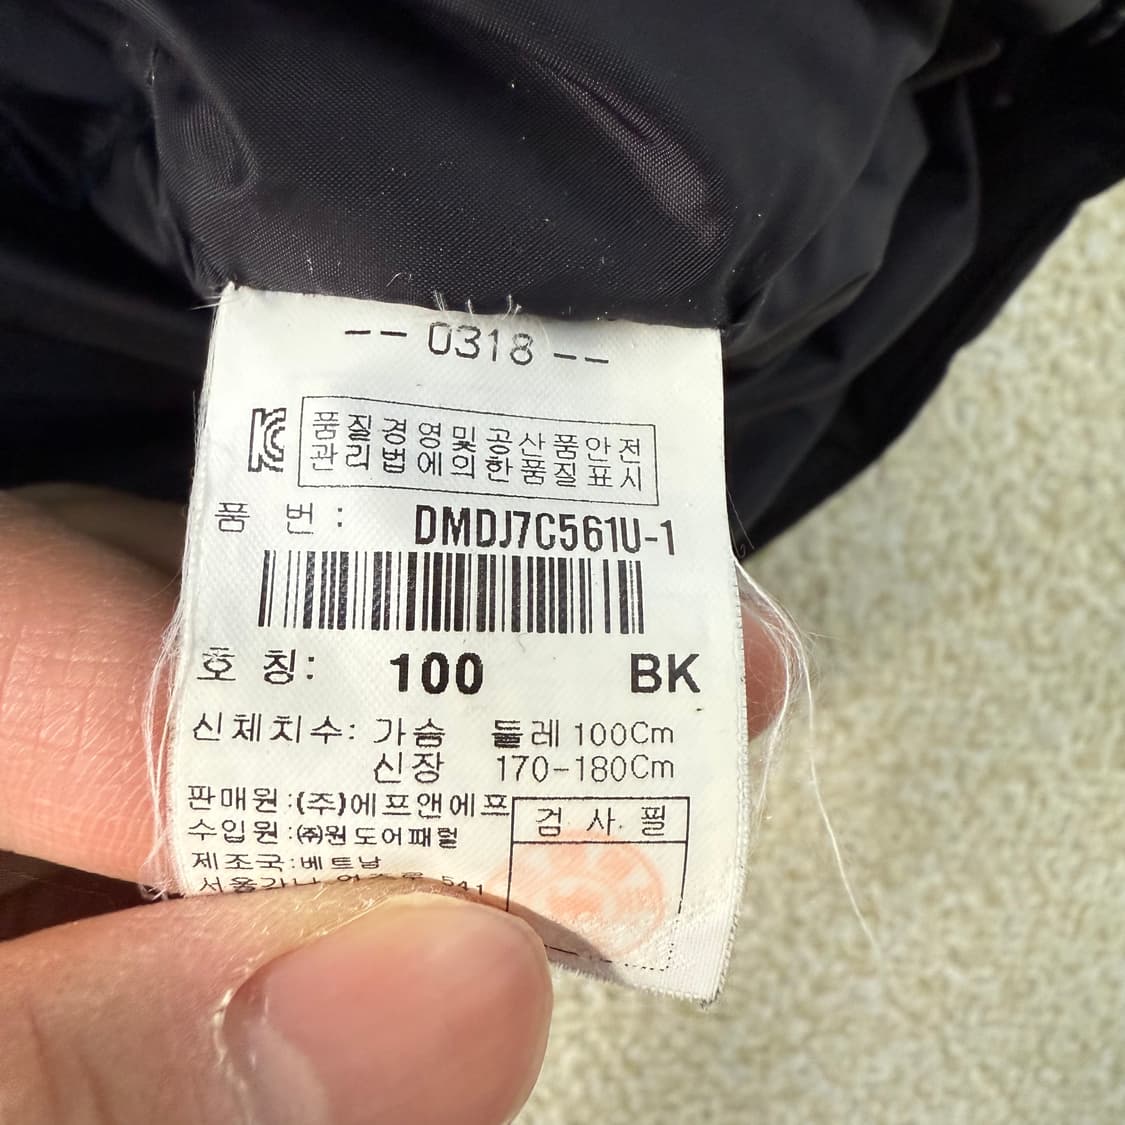 -- 0318 --
품질경영및공산품안전
관리법에의한품질표시
품 번 : DMDJ7C561U-1
호 칭: 100 BK
신체치수: 가슴 둘레 100Cm
신장 170-180Cm
판매원:(주)에프앤에프
수입원:㈜원도어패럴
검 사 필
제조국:베트남
541